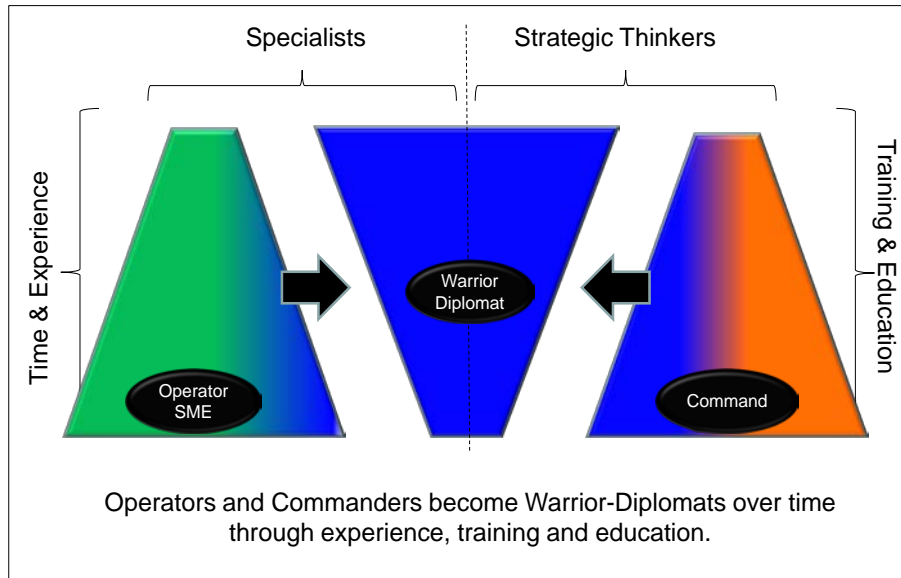 Specialists
Strategic Thinkers
Time & Experience
Training & Education
Warrior
Diplomat
Operator
SME
Command
Operators and Commanders become Warrior-Diplomats over time
through experience, training and education.